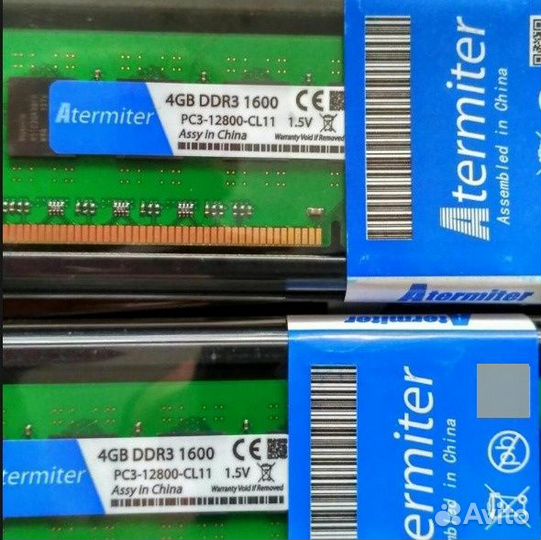 Atermiter
4GB DDR3 1600
PC3-12800-CL11 1.5V
Assy in China
Warranty Void If Removed
Atermiter
Assembled in China
Atermiter
Atermiter
termiter
4GB DDR3 1600
PC3-12800-CL11 1.5V
Assy in China
Warranty Void If Removed
Atermiter
Assembled in China
pb
Avito